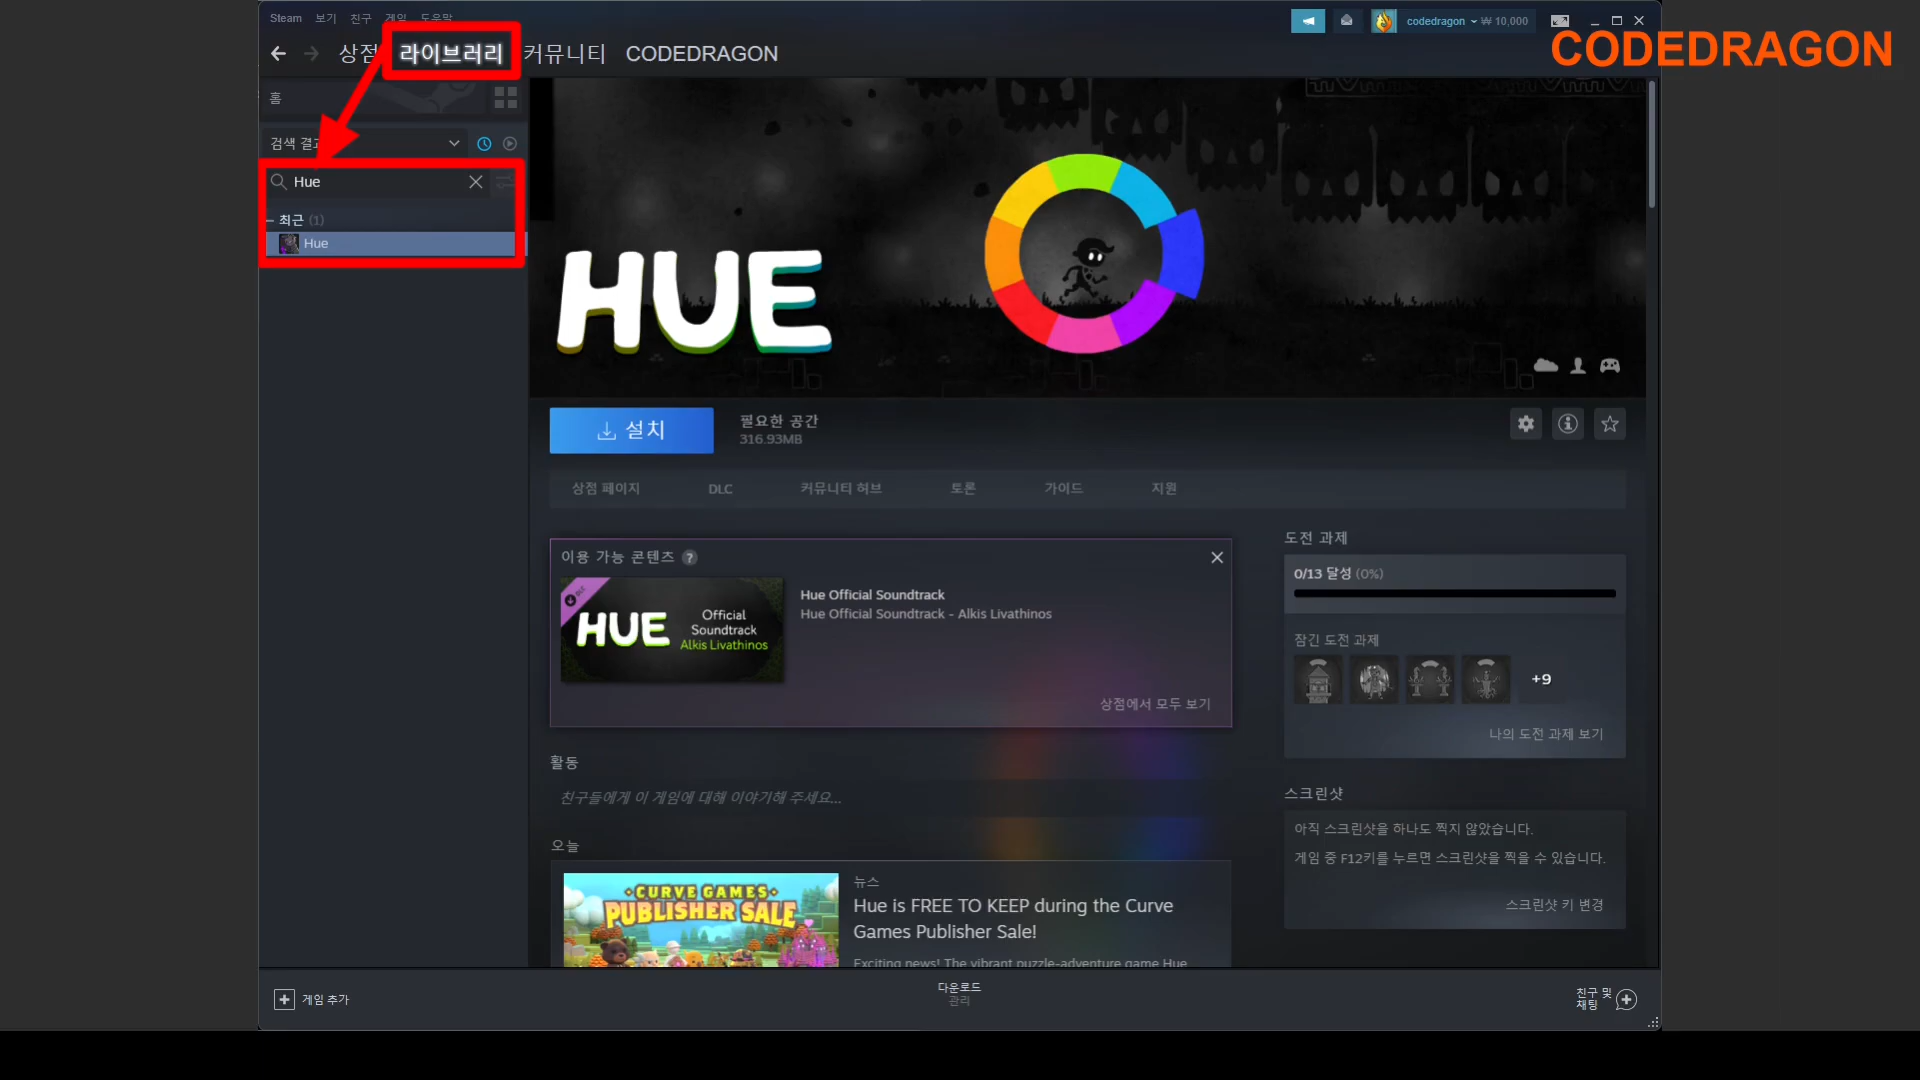 Steam 보기 친구 게임 도움말
codedragon ₩ 10,000
CODEDRAGON
상점 라이브러리 커뮤니티 CODEDRAGON
홈
검색 결과
Hue
최근 (1)
Hue
HUE
설치
필요한 공간
316.93MB
상점 페이지 DLC 커뮤니티 허브 토론 가이드 지원
이용 가능 콘텐츠 ?
DLC
HUE
Official
Soundtrack
Alkis Livathinos
Hue Official Soundtrack
Hue Official Soundtrack - Alkis Livathinos
상점에서 모두 보기
도전 과제
0/13 달성 (0%)
잠긴 도전 과제
+9
나의 도전 과제 보기
활동
친구들에게 이 게임에 대해 이야기해 주세요...
스크린샷
아직 스크린샷을 하나도 찍지 않았습니다.
게임 중 F12키를 누르면 스크린샷을 찍을 수 있습니다.
스크린샷 키 변경
오늘
CURVE GAMES
PUBLISHER SALE
뉴스
Hue is FREE TO KEEP during the Curve
Games Publisher Sale!
Exciting news! The vibrant puzzle-adventure game Hue
게임 추가
다운로드
관리
친구 및
채팅